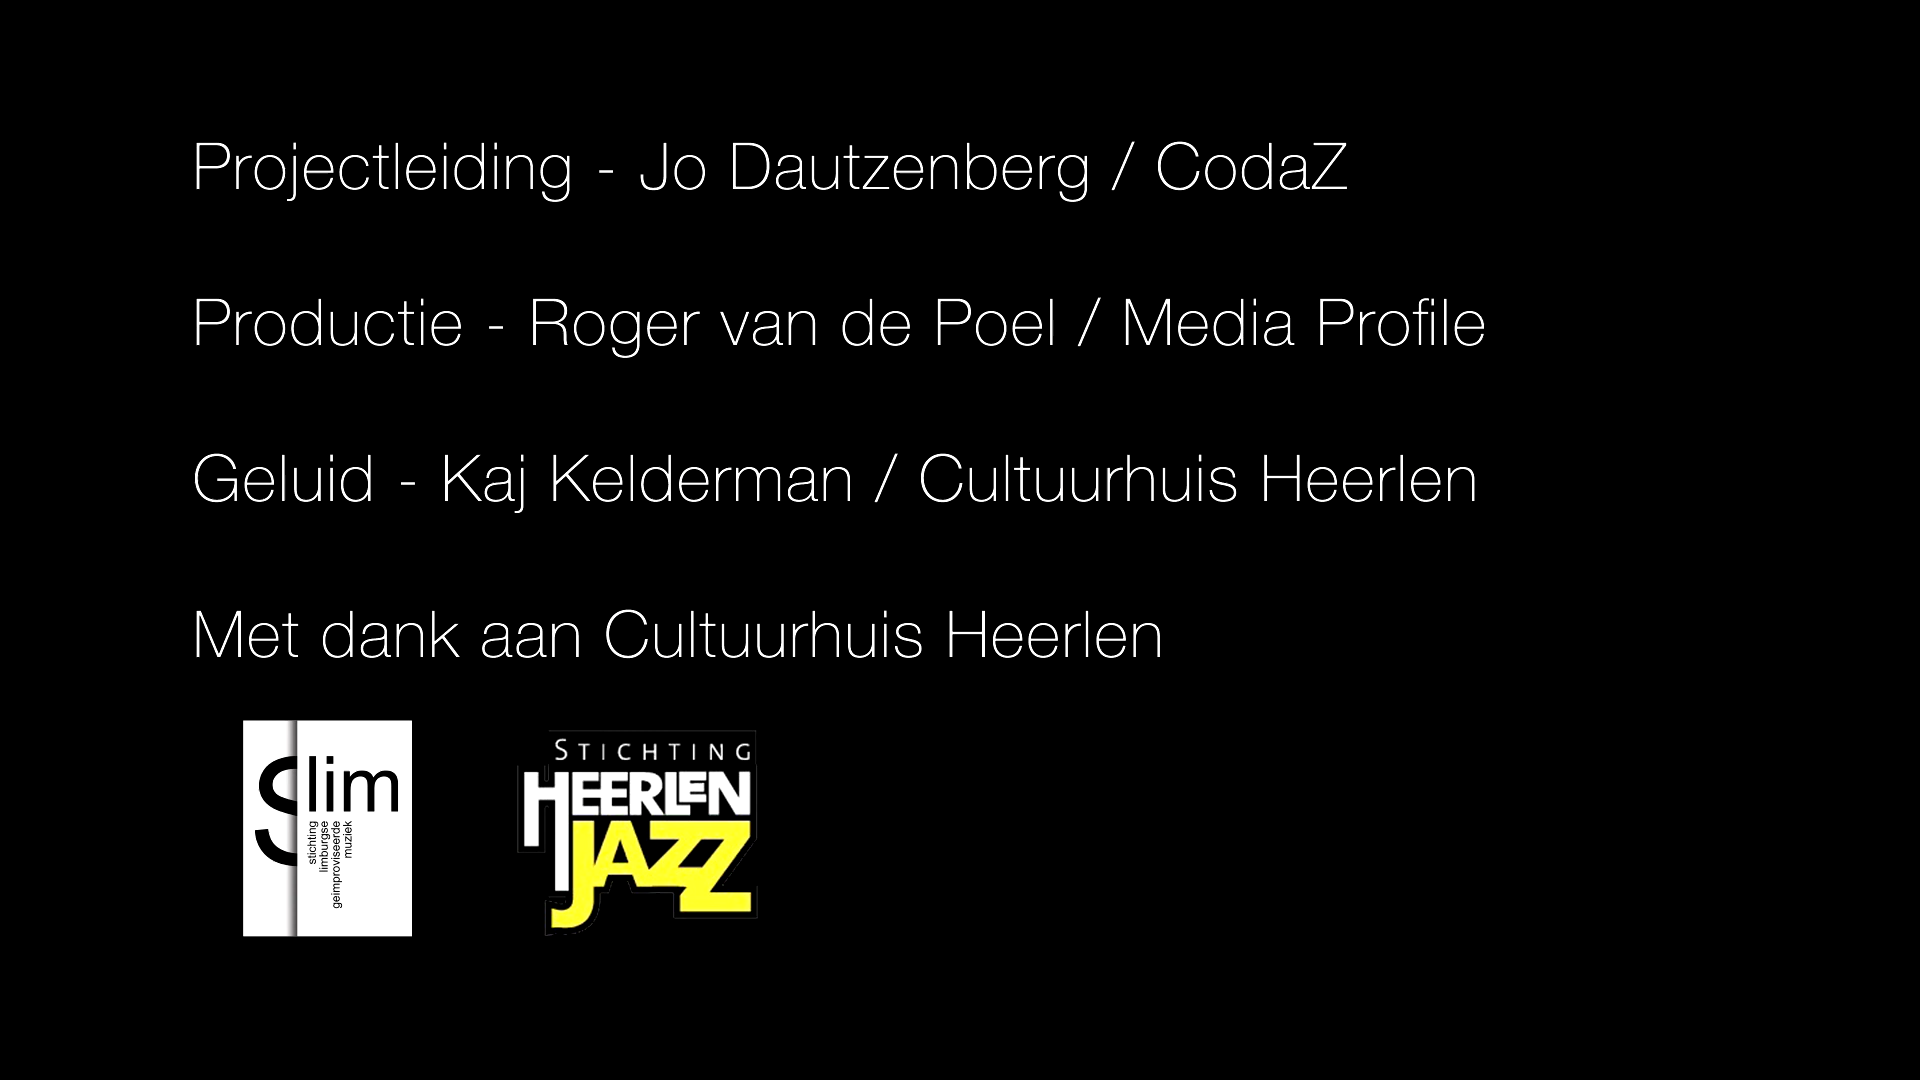 Projectleiding - Jo Dautzenberg / CodaZ
Productie - Roger van de Poel / Media Profile
Geluid - Kaj Kelderman / Cultuurhuis Heerlen
Met dank aan Cultuurhuis Heerlen
Slim
stichting
limburgse
geimproviseerde
muziek
STICHTING
HEERLEN
JAZZ